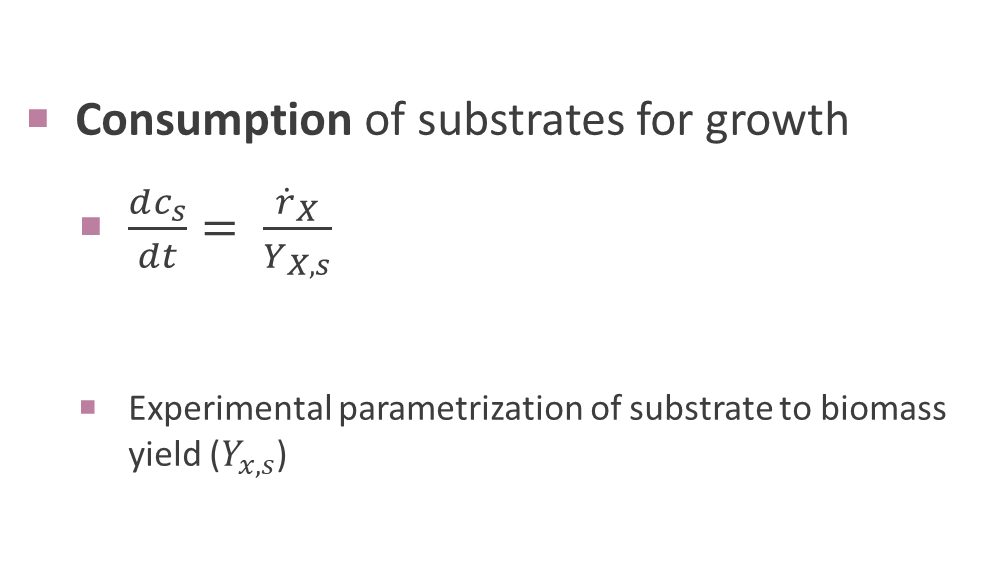 Consumption of substrates for growth
dc_s/dt = ṙ_X/Y_X,s
Experimental parametrization of substrate to biomass
yield (Y_x,s)